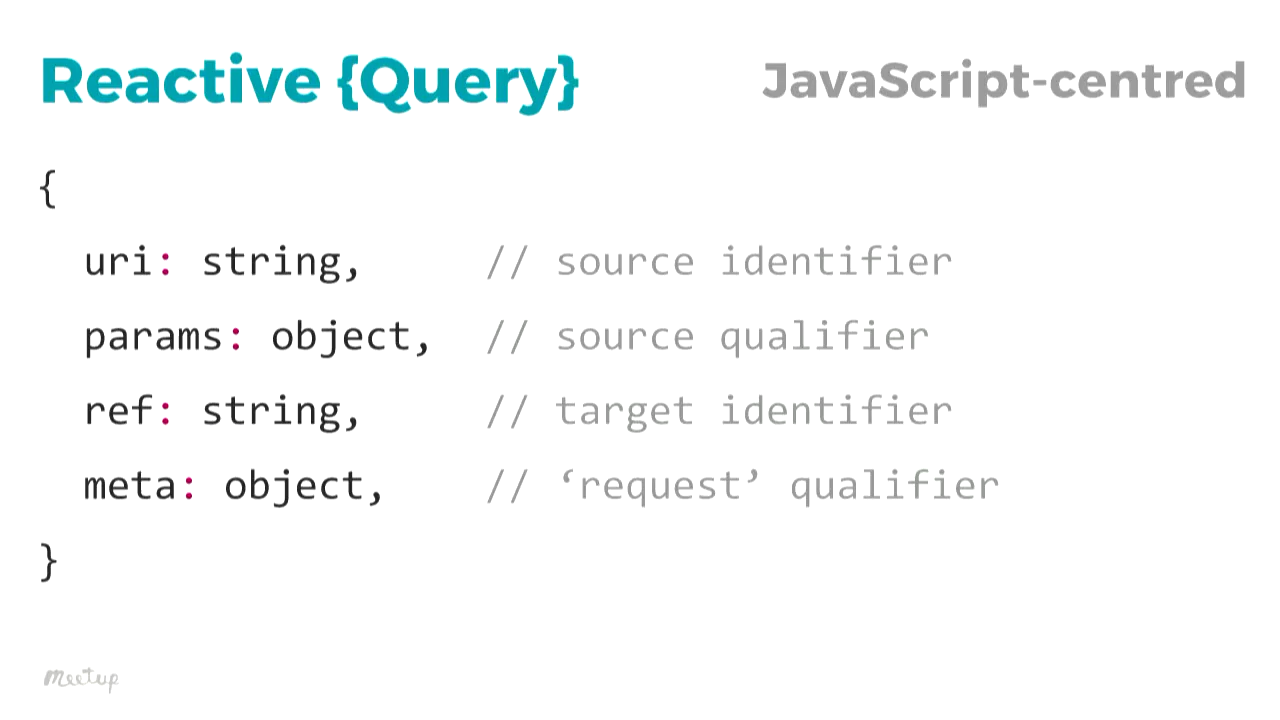 Reactive {Query}
JavaScript-centred
{
uri: string, // source identifier
params: object, // source qualifier
ref: string, // target identifier
meta: object, // ‘request’ qualifier
}
Meetup